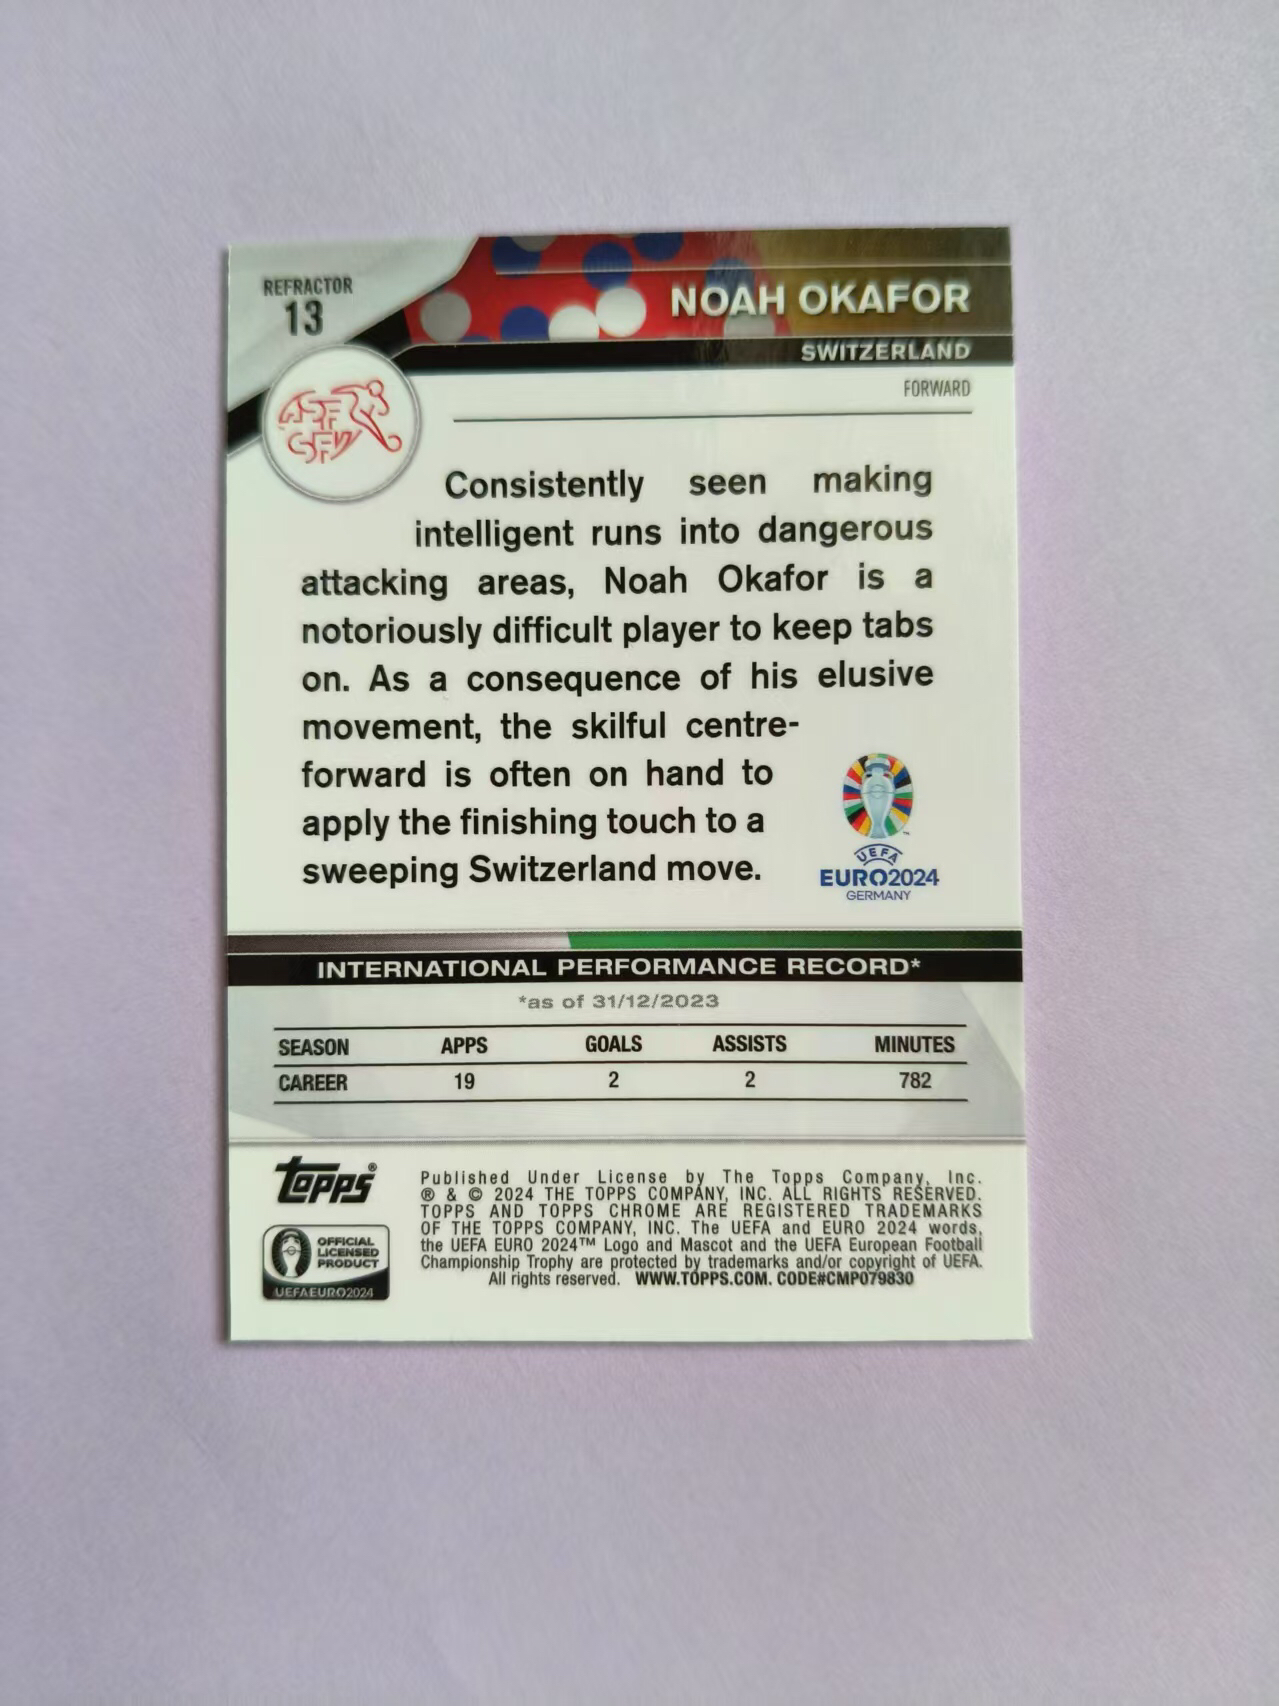 REFRACTOR
13
NOAH OKAFOR
SWITZERLAND
FORWARD
ASF
SFV
Consistently seen making
intelligent runs into dangerous
attacking areas, Noah Okafor is a
notoriously difficult player to keep tabs
on. As a consequence of his elusive
movement, the skilful centre-
forward is often on hand to
apply the finishing touch to a
sweeping Switzerland move.
UEFA
EURO2024
GERMANY
INTERNATIONAL PERFORMANCE RECORD*
*as of 31/12/2023
SEASON APPS GOALS ASSISTS MINUTES
CAREER 19 2 2 782
topps®
OFFICIAL
LICENSED
PRODUCT
UEFAEURO2024
Published Under License by The Topps Company, Inc.
® & © 2024 THE TOPPS COMPANY, INC. ALL RIGHTS RESERVED.
TOPPS AND TOPPS CHROME ARE REGISTERED TRADEMARKS
OF THE TOPPS COMPANY, INC. The UEFA and EURO 2024 words,
the UEFA EURO 2024™ Logo and Mascot and the UEFA European Football
Championship Trophy are protected by trademarks and/or copyright of UEFA.
All rights reserved. WWW.TOPPS.COM. CODE#CMP079830